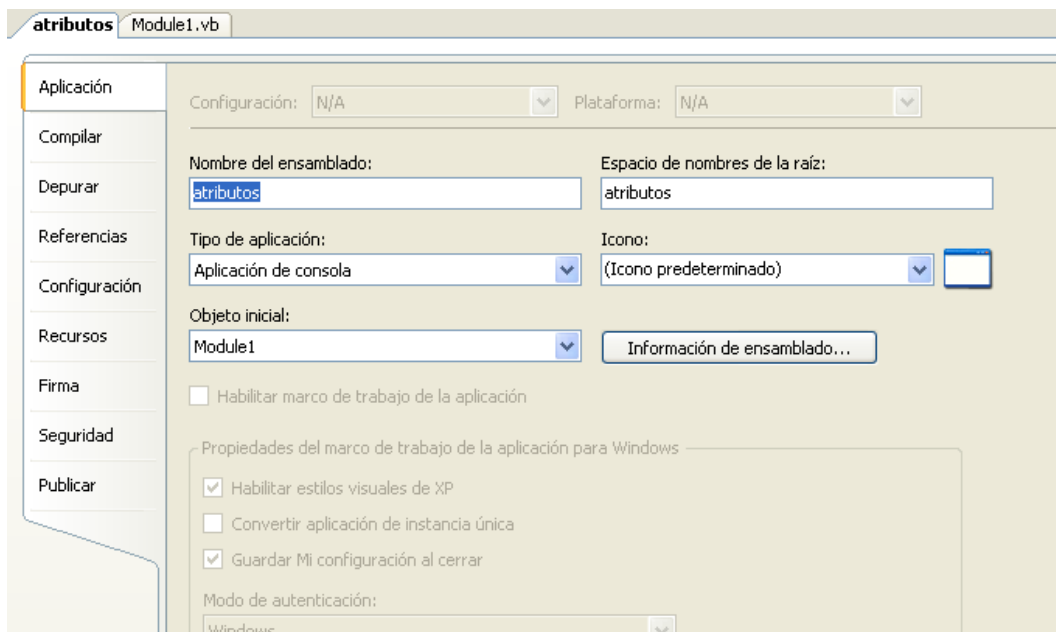 atributos Module1.vb
Aplicación
Compilar
Depurar
Referencias
Configuración
Recursos
Firma
Seguridad
Publicar
Configuración: N/A Plataforma: N/A
Nombre del ensamblado: Espacio de nombres de la raíz:
atributos atributos
Tipo de aplicación: Icono:
Aplicación de consola (Icono predeterminado)
Objeto inicial:
Module1 Información de ensamblado...
Habilitar marco de trabajo de la aplicación
Propiedades del marco de trabajo de la aplicación para Windows
Habilitar estilos visuales de XP
Convertir aplicación de instancia única
Guardar Mi configuración al cerrar
Modo de autenticación:
Windows